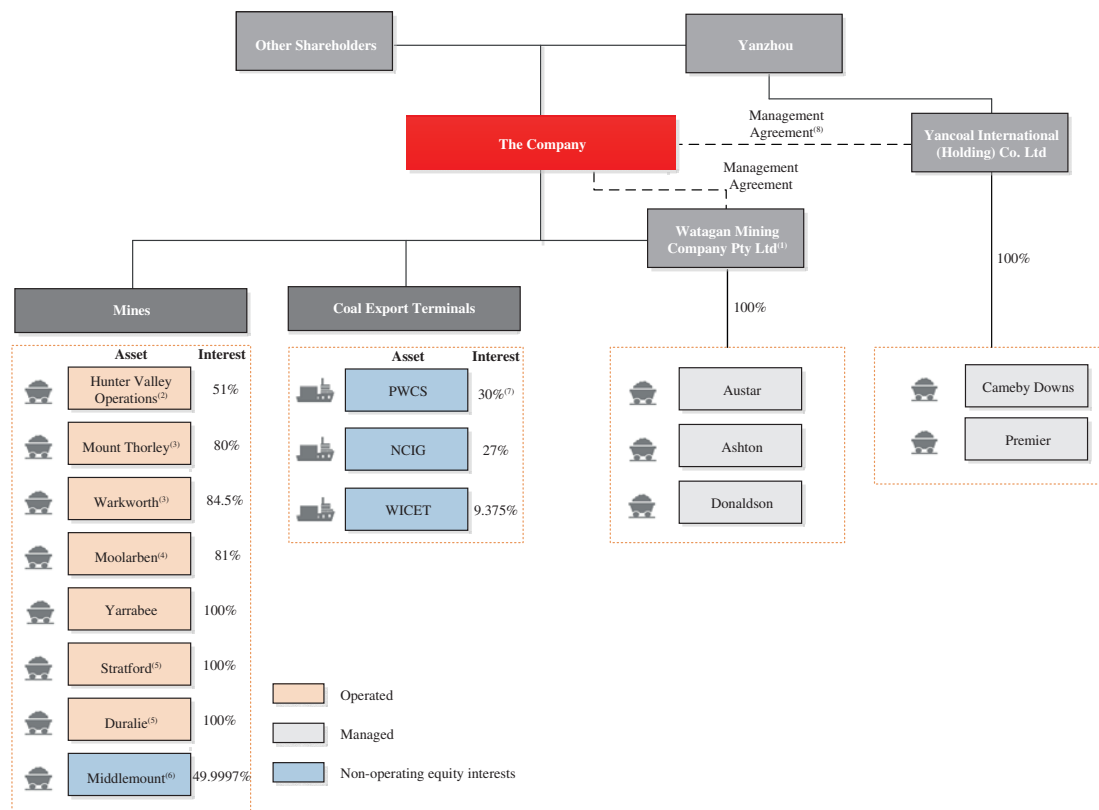 Other Shareholders
Yanzhou
Management
Agreement(8)
The Company
Yancoal International
(Holding) Co. Ltd
Management
Agreement
Watagan Mining
Company Pty Ltd(1)
100%
100%
Mines
Coal Export Terminals
Asset Interest
Hunter Valley
Operations(2)
51%
Mount Thorley(3) 80%
Warkworth(3) 84.5%
Moolarben(4) 81%
Yarrabee 100%
Stratford(5) 100%
Duralie(5) 100%
Middlemount(6) 49.9997%
Asset Interest
PWCS 30%(7)
NCIG 27%
WICET 9.375%
Austar
Ashton
Donaldson
Cameby Downs
Premier
Operated
Managed
Non-operating equity interests